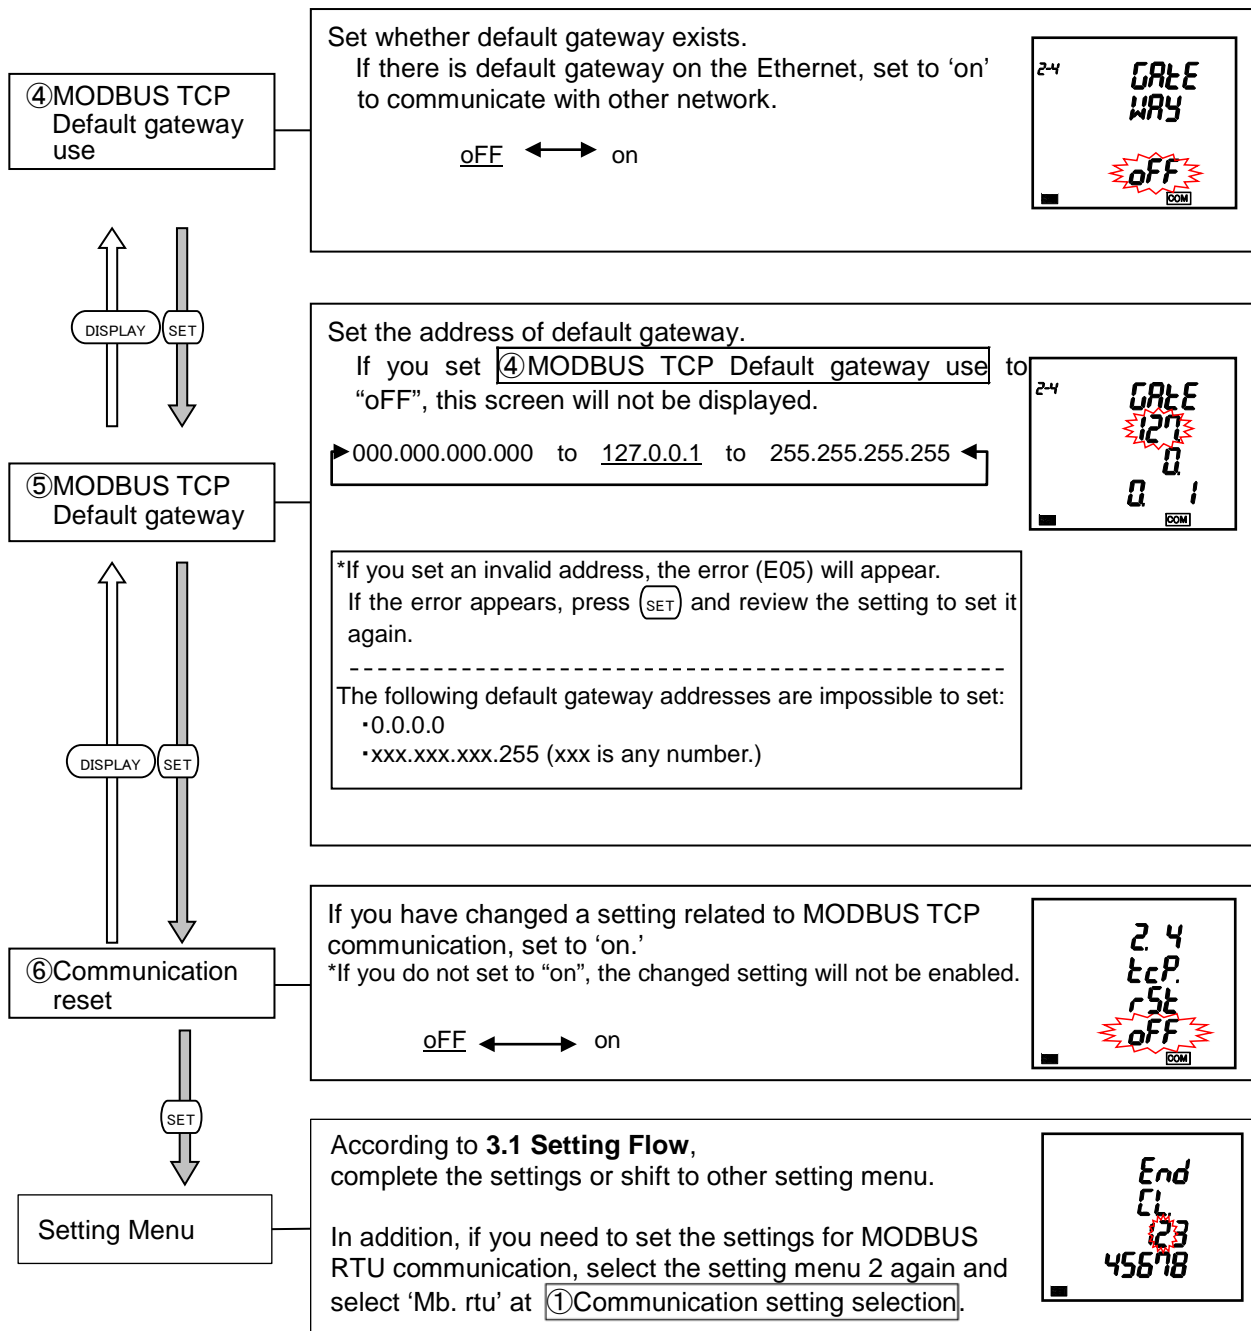 ④MODBUS TCP
Default gateway
use
Set whether default gateway exists.
If there is default gateway on the Ethernet, set to ‘on’
to communicate with other network.
oFF on
2-4
GAtE
WAY
oFF
COM
DISPLAY SET
⑤MODBUS TCP
Default gateway
Set the address of default gateway.
If you set ④MODBUS TCP Default gateway use to
“oFF”, this screen will not be displayed.
000.000.000.000 to 127.0.0.1 to 255.255.255.255
*If you set an invalid address, the error (E05) will appear.
If the error appears, press SET and review the setting to set it
again.
The following default gateway addresses are impossible to set:
・0.0.0.0
・xxx.xxx.xxx.255 (xxx is any number.)
2-4
GAtE
127.
0.
0. 1
COM
DISPLAY SET
⑥Communication
reset
If you have changed a setting related to MODBUS TCP
communication, set to ‘on.’
*If you do not set to “on”, the changed setting will not be enabled.
oFF on
2. 4
tcP.
rSt
oFF
COM
SET
Setting Menu
According to 3.1 Setting Flow,
complete the settings or shift to other setting menu.
In addition, if you need to set the settings for MODBUS
RTU communication, select the setting menu 2 again and
select ‘Mb. rtu’ at ①Communication setting selection.
End
CL.
1.23
45678